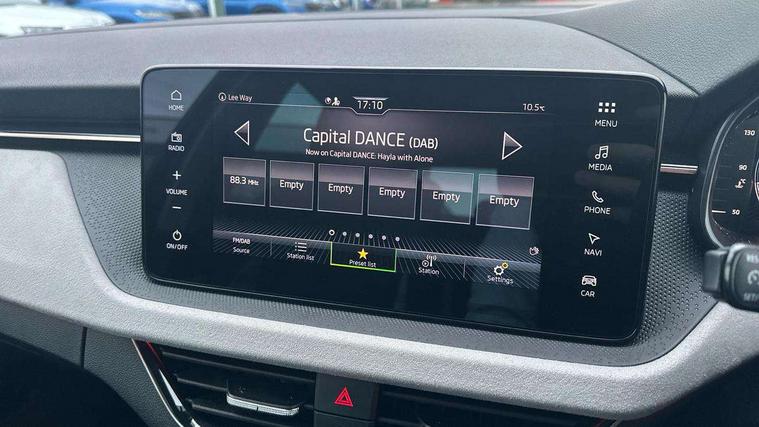 Lee Way
17:10
10.5°C
HOME
RADIO
VOLUME
ON/OFF
Capital DANCE (DAB)
Now on Capital DANCE: Hayla with Alone
88.3 MHz
Empty
Empty
Empty
Empty
Empty
FM/DAB
Source
Station list
Preset list
Station
Settings
MENU
MEDIA
PHONE
NAVI
CAR
130
90
°C
50